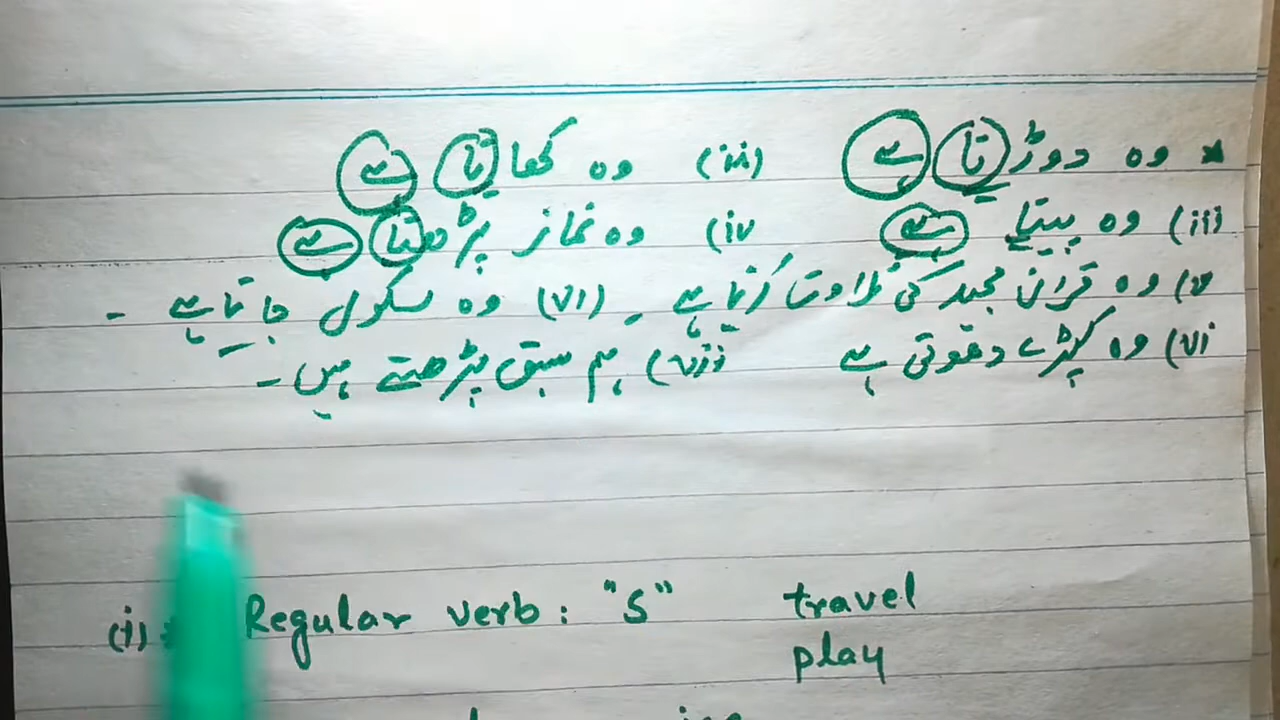 * وہ دوڑتا ہے (iii) وہ کھاتا ہے
(ii) وہ پیتا ہے (iv وہ نماز پڑھتا ہے
(v وہ قرآن مجید کی تلاوت کرتا ہے ۔ (vi) وہ سکول جاتا ہے ۔
(vi وہ کپڑے دھوتی ہے (vii ہم سبق پڑھتے ہیں ۔
(i) Regular verb : "S" travel
play